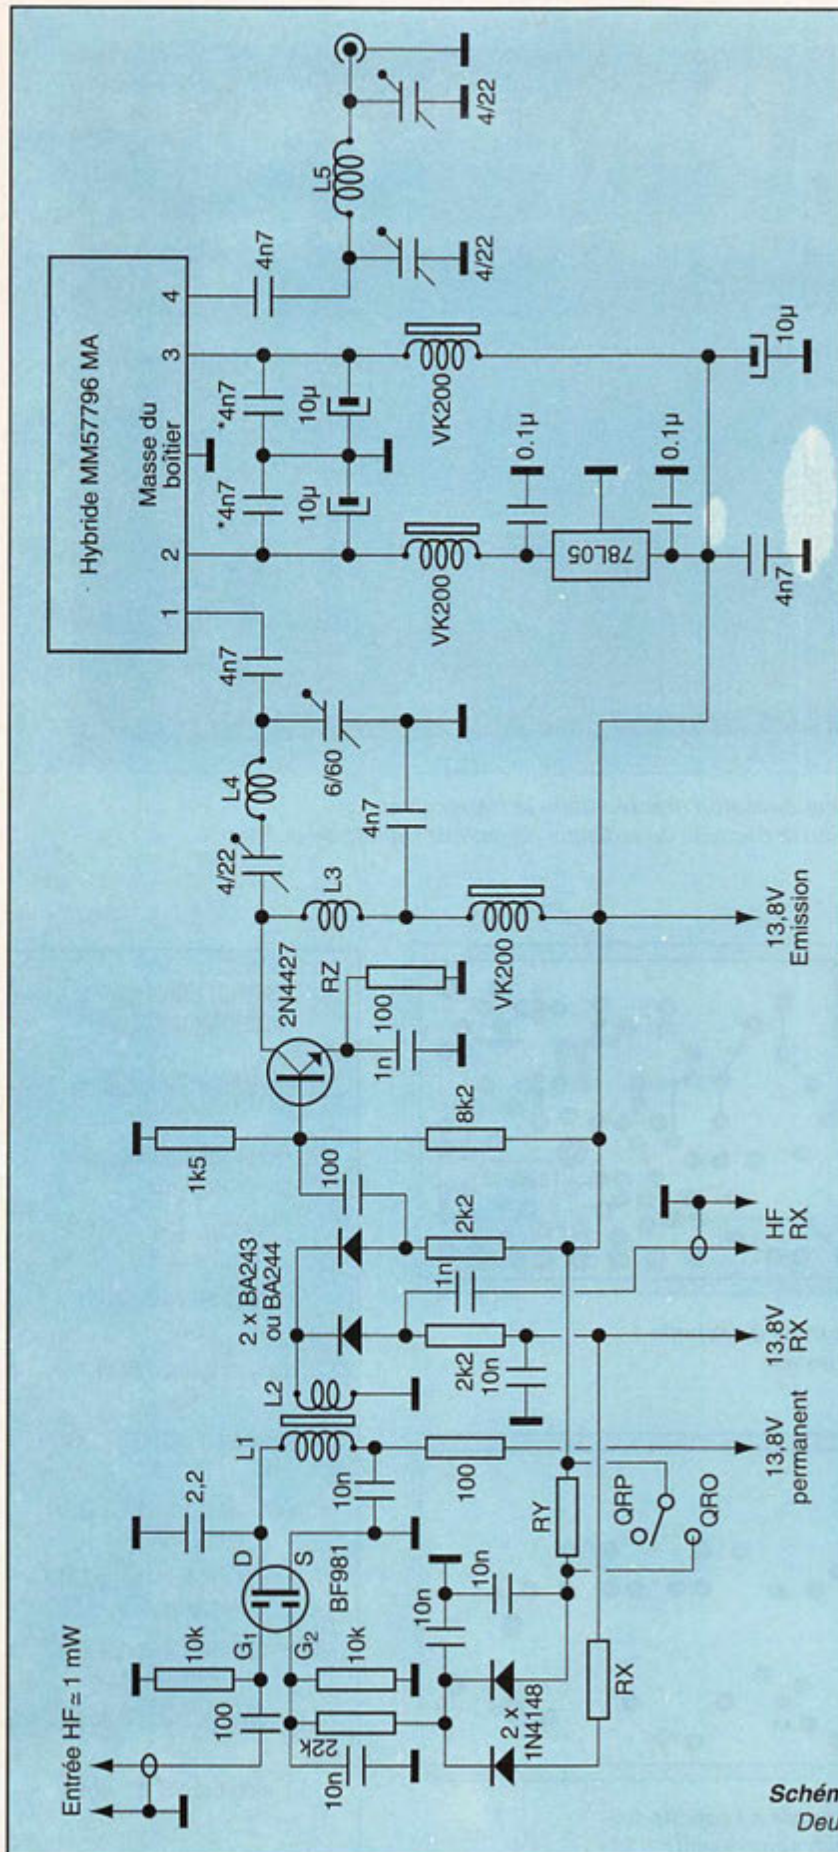 Entrée HF ≃ 1 mW
10k
100
G1
G2
D
S
BF981
2,2
10k
22k
10n
10n
10n
2 x
1N4148
RX
RY
QRP
QRO
L1
L2
10n
100
13,8V
permanent
2 x BA243
ou BA244
2k2
10n
1n
2k2
13,8V
RX
HF
RX
100
1k5
8k2
2N4427
RZ
100
1n
L3
VK200
4n7
13,8V
Emission
4/22
L4
6/60
4n7
Hybride MM57796 MA
Masse du
boîtier
1
2
3
4
*4n7
*4n7
10µ
10µ
VK200
VK200
0.1µ
78L05
0.1µ
4n7
10µ
4n7
L5
4/22
4/22
Schém
Deu